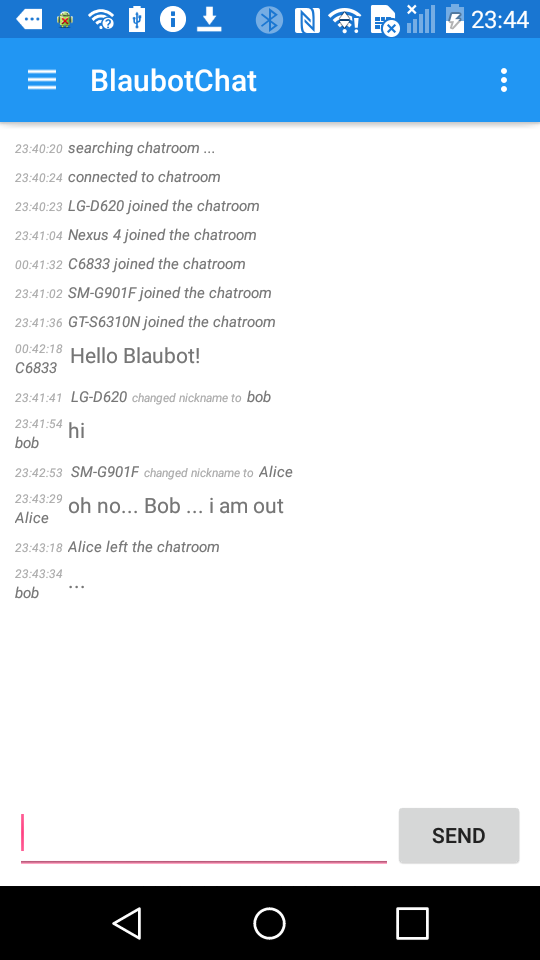 23:44
BlaubotChat
23:40:20 searching chatroom ...
23:40:24 connected to chatroom
23:40:23 LG-D620 joined the chatroom
23:41:04 Nexus 4 joined the chatroom
00:41:32 C6833 joined the chatroom
23:41:02 SM-G901F joined the chatroom
23:41:36 GT-S6310N joined the chatroom
00:42:18 Hello Blaubot!
C6833
23:41:41 LG-D620 changed nickname to bob
23:41:54 hi
bob
23:42:53 SM-G901F changed nickname to Alice
23:43:29 oh no... Bob ... i am out
Alice
23:43:18 Alice left the chatroom
23:43:34 ...
bob
SEND